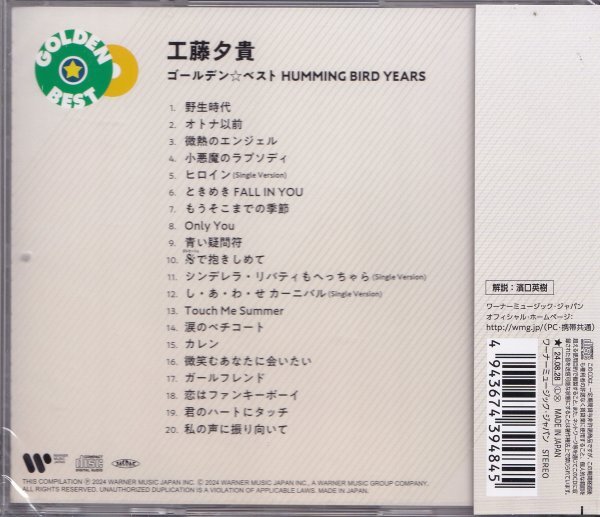 GOLDEN
BEST
工藤夕貴
ゴールデン☆ベスト HUMMING BIRD YEARS
1. 野生時代
2. オトナ以前
3. 微熱のエンジェル
4. 小悪魔のラプソディ
5. ヒロイン(Single Version)
6. ときめき FALL IN YOU
7. もうそこまでの季節
8. Only You
9. 青い疑問符
10. で抱きしめて
11. シンデレラ・リバティもへっちゃら(Single Version)
12. し・あ・わ・せ カーニバル(Single Version)
13. Touch Me Summer
14. 涙のペチコート
15. カレン
16. 微笑むあなたに会いたい
17. ガールフレンド
18. 恋はファンキーボーイ
19. 君のハートにタッチ
20. 私の声に振り向いて
WARNER MUSIC JAPAN
COMPACT
disc
DIGITAL AUDIO
THIS COMPILATION ℗ 2024 WARNER MUSIC JAPAN INC. © 2024 WARNER MUSIC JAPAN INC., A WARNER MUSIC GROUP COMPANY.
ALL RIGHTS RESERVED. UNAUTHORIZED DUPLICATION IS A VIOLATION OF APPLICABLE LAWS. MADE IN JAPAN.
解説：濱口英樹
ワーナーミュージック・ジャパン
オフィシャル・ホームページ：
http://wmg.jp/(PC・携帯共通)
★'24.08.28 MADE IN JAPAN
ワーナーミュージック・ジャパン STEREO
4943674394845